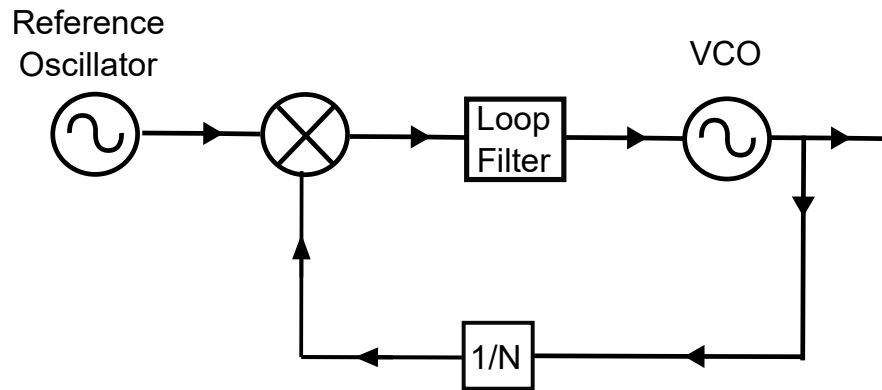 Reference
Oscillator
VCO
Loop
Filter
1/N